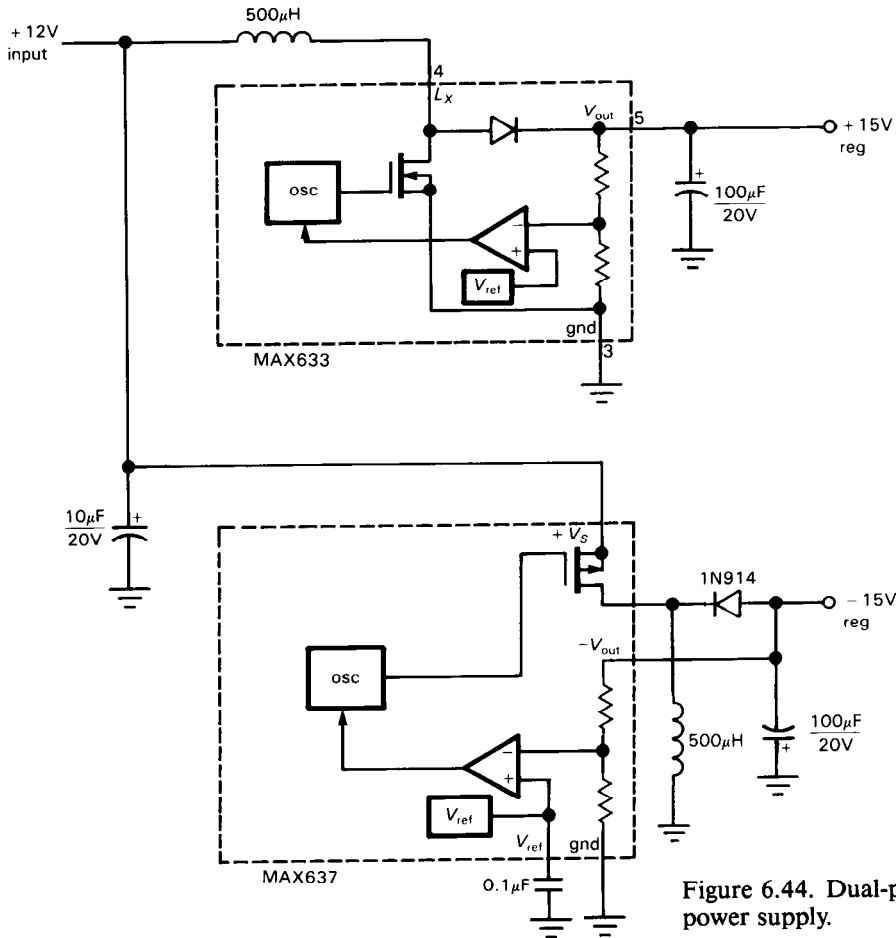 500μH
+12V
input
4
Lx
Vout
5
+15V
reg
osc
100μF
20V
−
+
Vref
gnd
3
MAX633
10μF
20V
+
+Vs
1N914
−15V
reg
−Vout
osc
500μH
100μF
20V
+
−
+
Vref
Vref
gnd
MAX637
0.1μF
Figure 6.44. Dual-p
power supply.